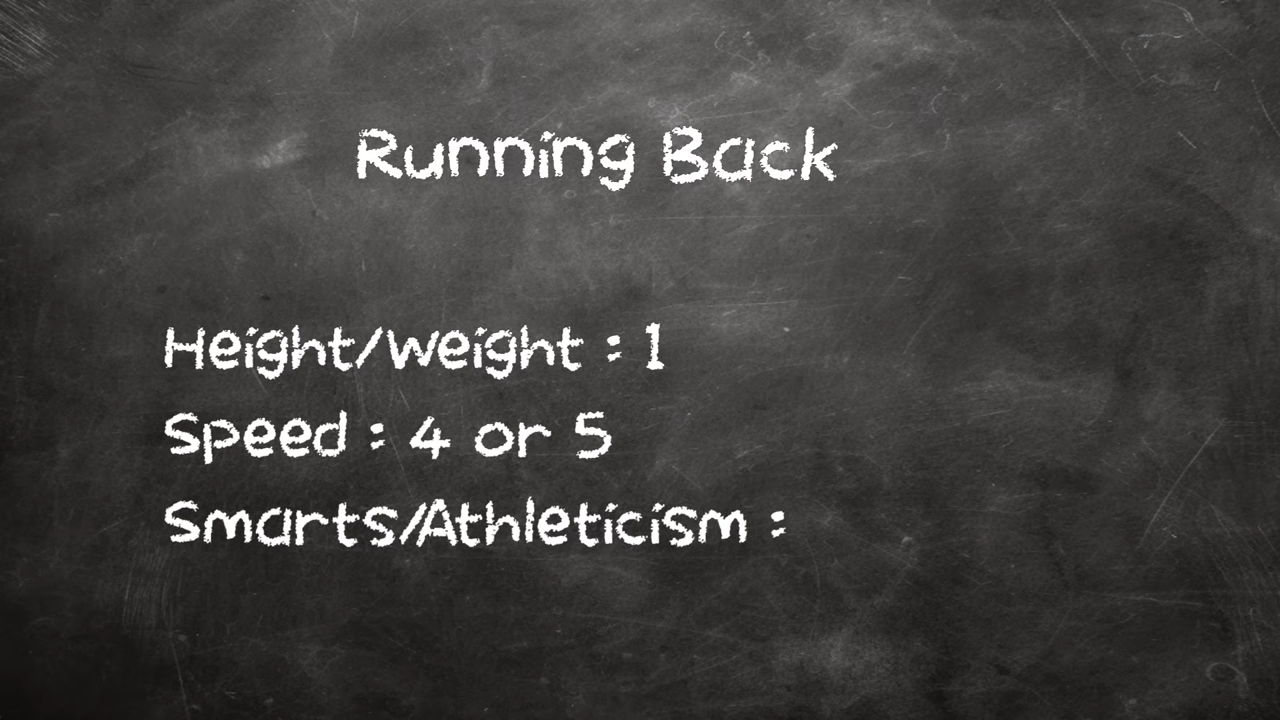 Running Back
Height/Weight : 1
Speed : 4 or 5
Smarts/Athleticism :